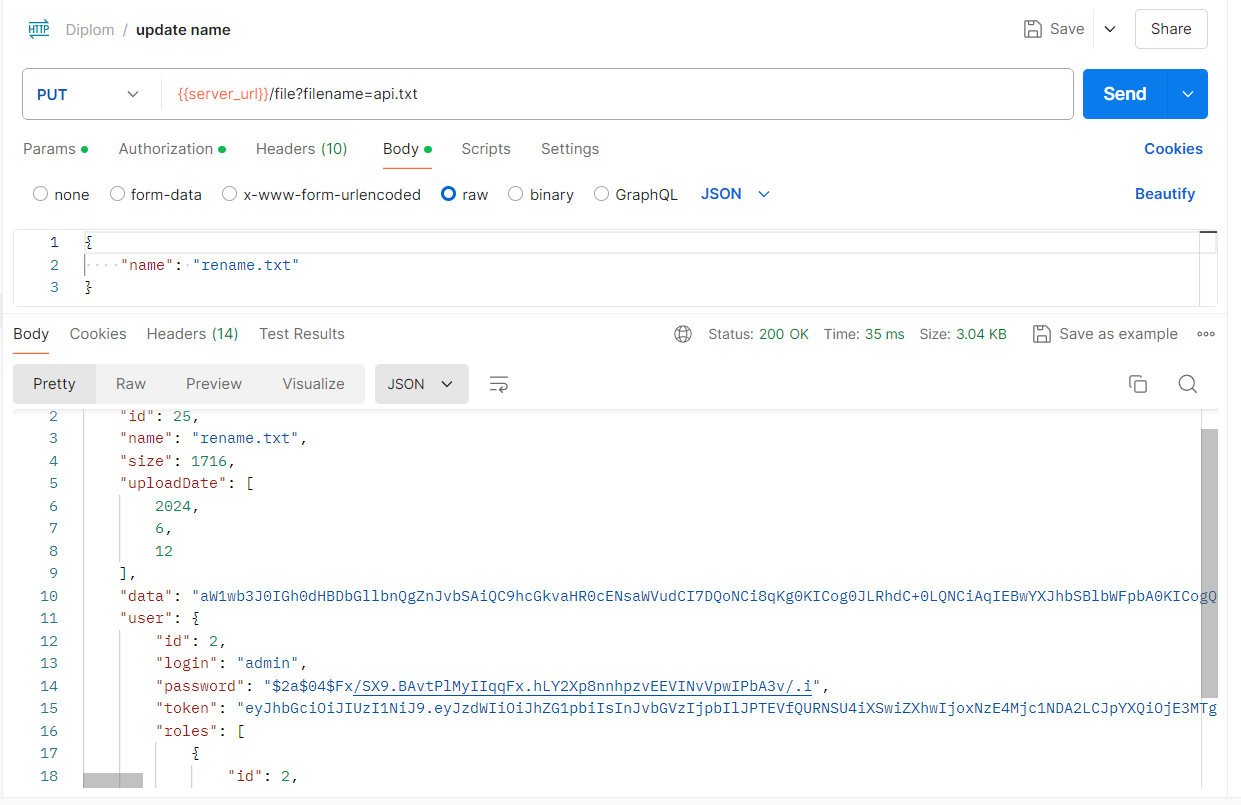 HTTP Diplom / update name Save Share
PUT {{server_url}}/file?filename=api.txt Send
Params Authorization Headers (10) Body Scripts Settings Cookies
none form-data x-www-form-urlencoded raw binary GraphQL JSON Beautify
1 {
2 "name": "rename.txt"
3 }
Body Cookies Headers (14) Test Results Status: 200 OK Time: 35 ms Size: 3.04 KB Save as example
Pretty Raw Preview Visualize JSON
2 "id": 25,
3 "name": "rename.txt",
4 "size": 1716,
5 "uploadDate": [
6 2024,
7 6,
8 12
9 ],
10 "data": "aW1wb3J0IGh0dHBDbGllbnQgZnJvbSAiQC9hcGkvaHR0cENsaWVudCI7DQoNCi8qKg0KICog0JLRhdC+0LQNCiAqIEBwYXJhbSBlbWFpbA0KICogQ
11 "user": {
12 "id": 2,
13 "login": "admin",
14 "password": "$2a$04$Fx/SX9.BAvtPlMyIIqqFx.hLY2Xp8nnhpzvEEVINvVpwIPbA3v/.i",
15 "token": "eyJhbGciOiJIUzI1NiJ9.eyJzdWIiOiJhZG1pbiIsInJvbGVzIjpbIlJPTEVfQURNSU4iXSwiZXhwIjoxNzE4Mjc1NDA2LCJpYXQiOjE3MTg
16 "roles": [
17 {
18 "id": 2,